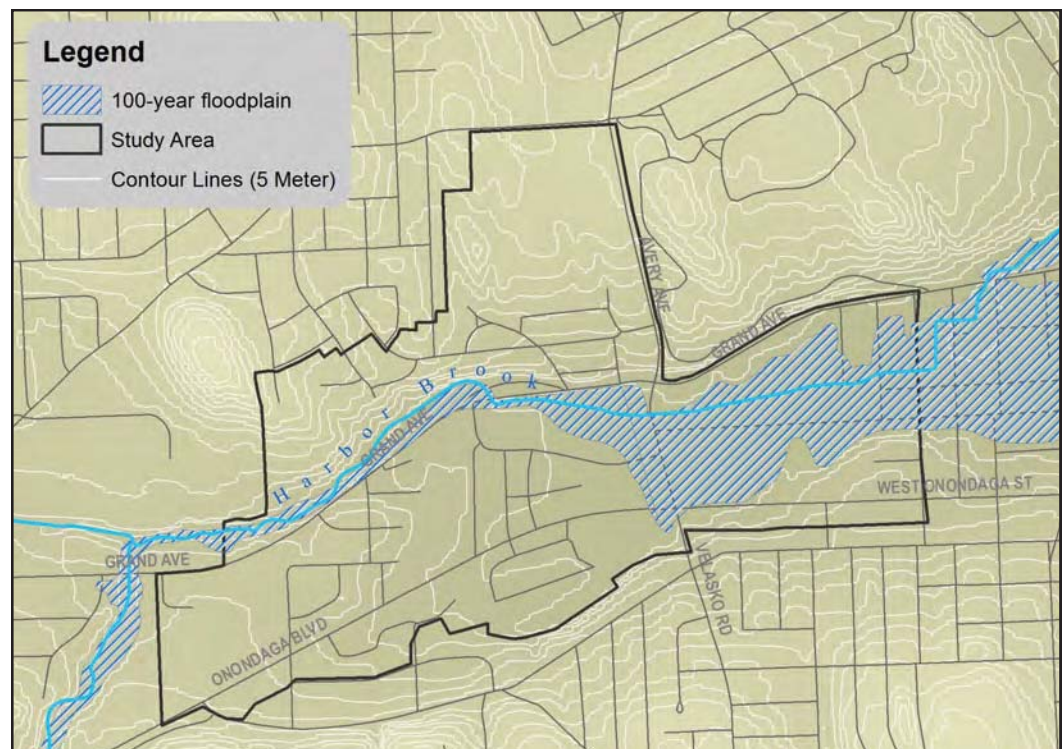 Legend
100-year floodplain
Study Area
Contour Lines (5 Meter)
AVERY AVE
GRAND AVE.
Harbor Brook
GRAND AVE
WEST ONONDAGA ST
GRAND AVE
VELASKO RD
ONONDAGA BLVD